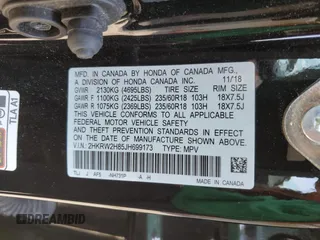 MFD. IN CANADA BY HONDA OF CANADA MFG.,
A DIVISION OF HONDA CANADA INC. 11/18
GVWR 2130KG (4695LBS) TIRE SIZE RIM SIZE
GAWR F 1100KG (2425LBS) 235/60R18 103H 18X7.5J
GAWR R 1075KG (2369LBS) 235/60R18 103H 18X7.5J
THIS VEHICLE CONFORMS TO ALL APPLICABLE
FEDERAL MOTOR VEHICLE SAFETY
AND THEFT PREVENTION STANDARDS IN EFFECT
ON THE DATE OF MANUFACTURE SHOWN ABOVE.
V.I.N.: 2HKRW2H85JH699173 TYPE: MPV
MADE IN CANADA
DREAMBID